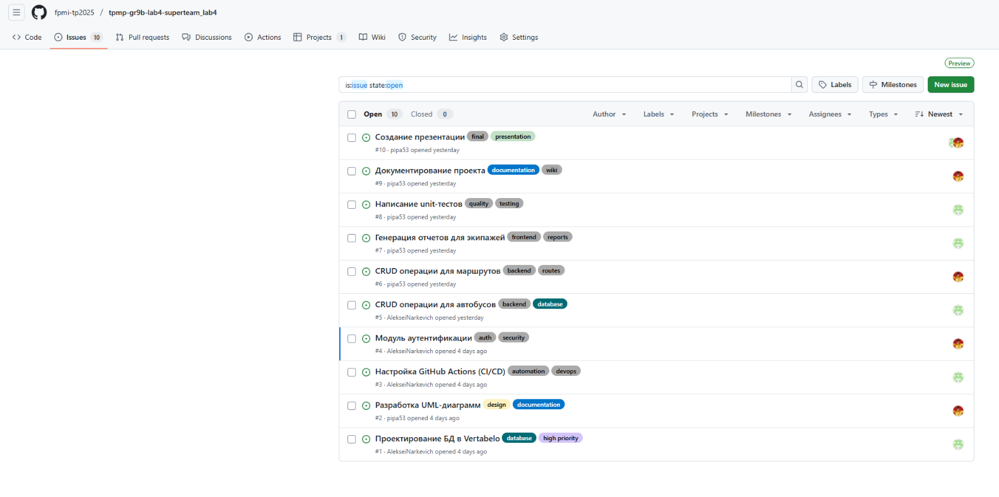 fpmi-tp2025 / tpmp-gr9b-lab4-superteam_lab4
Code Issues 10 Pull requests Discussions Actions Projects 1 Wiki Security Insights Settings
Preview
is:issue state:open Labels Milestones New issue
Open 10 Closed 0 Author Labels Projects Milestones Assignees Types Newest
Создание презентации final presentation
#10 · pipa53 opened yesterday
Документирование проекта documentation wiki
#9 · pipa53 opened yesterday
Написание unit-тестов quality testing
#8 · pipa53 opened yesterday
Генерация отчетов для экипажей frontend reports
#7 · pipa53 opened yesterday
CRUD операции для маршрутов backend routes
#6 · pipa53 opened yesterday
CRUD операции для автобусов backend database
#5 · AlekseiNarkevich opened yesterday
Модуль аутентификации auth security
#4 · AlekseiNarkevich opened 4 days ago
Настройка GitHub Actions (CI/CD) automation devops
#3 · AlekseiNarkevich opened 4 days ago
Разработка UML-диаграмм design documentation
#2 · pipa53 opened 4 days ago
Проектирование БД в Vertabelo database high priority
#1 · AlekseiNarkevich opened 4 days ago